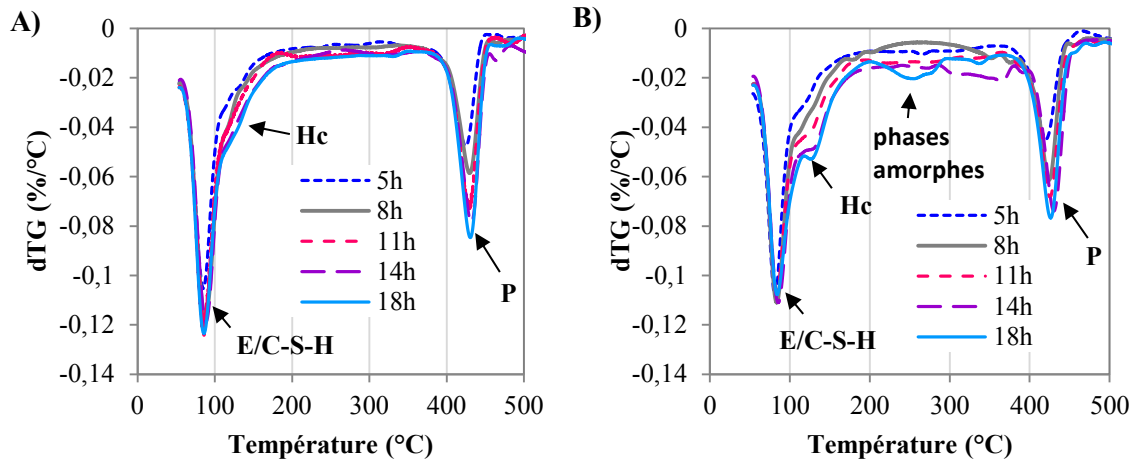 A)
dTG (%/°C)
0
-0,02
-0,04
-0,06
-0,08
-0,1
-0,12
-0,14
0
100
200
300
400
500
Température (°C)
Hc
5h
8h
11h
14h
18h
P
E/C-S-H
B)
dTG (%/°C)
0
-0,02
-0,04
-0,06
-0,08
-0,1
-0,12
-0,14
0
100
200
300
400
500
Température (°C)
phases
amorphes
Hc
5h
8h
11h
14h
18h
P
E/C-S-H